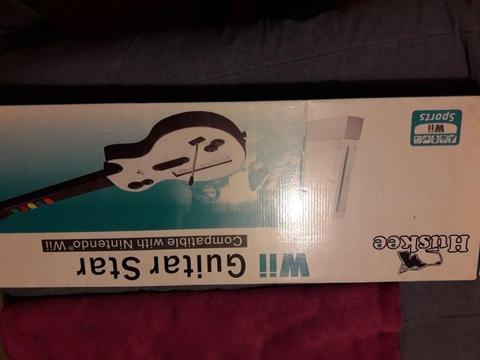 Huskee
Wii
Sports
Wii Guitar Star
Compatible with Nintendo® Wii